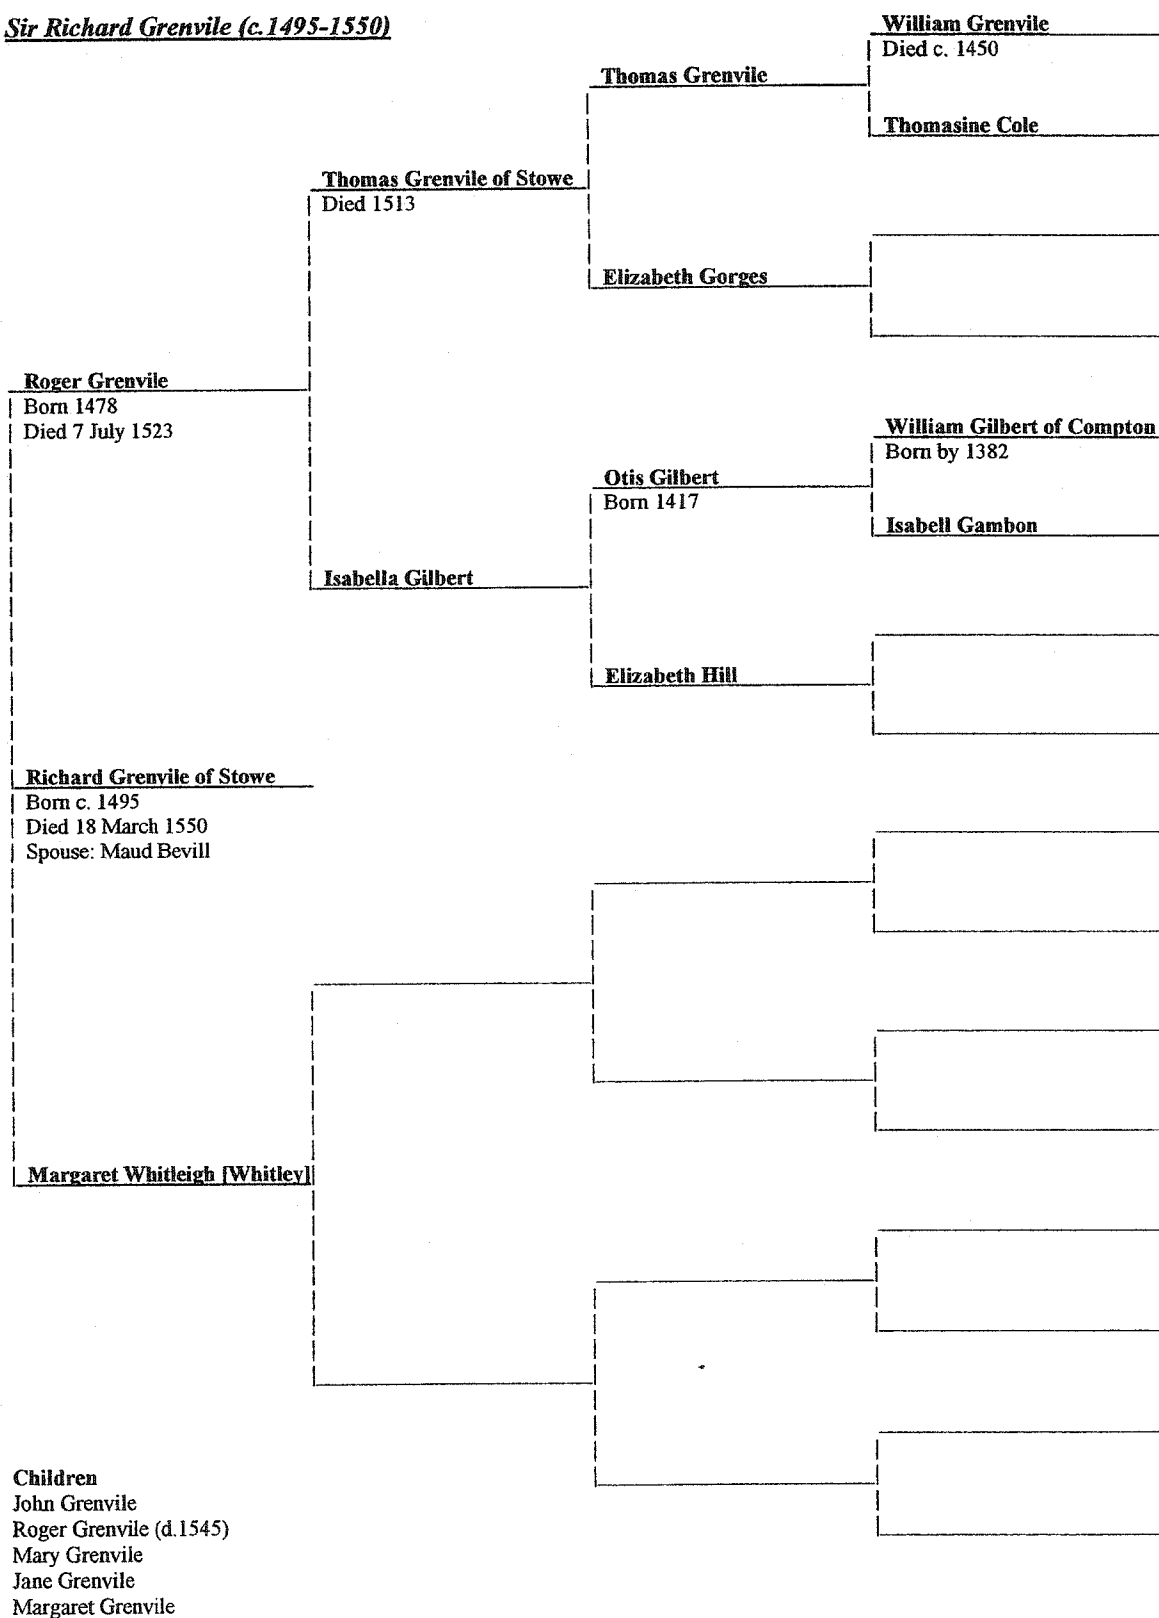 Sir Richard Grenvile (c.1495-1550)
William Grenvile
Died c. 1450
Thomas Grenvile
Thomasine Cole
Thomas Grenvile of Stowe
Died 1513
Elizabeth Gorges
Roger Grenvile
Born 1478
Died 7 July 1523
William Gilbert of Compton
Born by 1382
Otis Gilbert
Born 1417
Isabell Gambon
Isabella Gilbert
Elizabeth Hill
Richard Grenvile of Stowe
Born c. 1495
Died 18 March 1550
Spouse: Maud Bevill
Margaret Whitleigh [Whitley]
Children
John Grenvile
Roger Grenvile (d.1545)
Mary Grenvile
Jane Grenvile
Margaret Grenvile